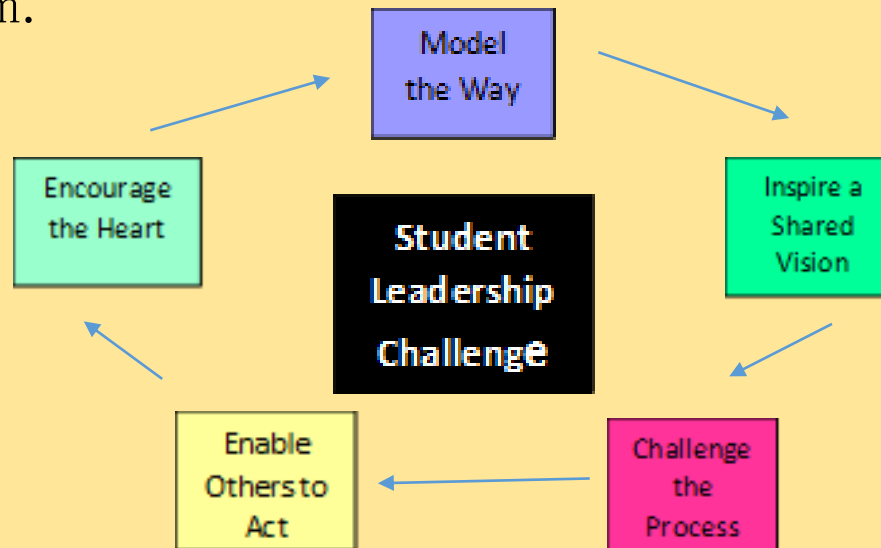 n.
Model
the Way
Encourage
the Heart
Inspire a
Shared
Vision
Student
Leadership
Challenge
Enable
Others to
Act
Challenge
the
Process